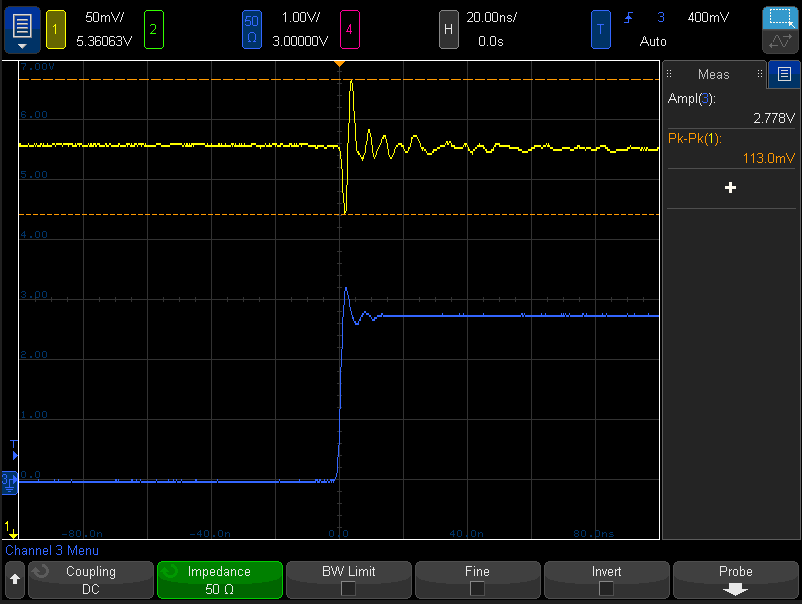 1
50mV/
5.36063V
2
50
Ω
1.00V/
3.00000V
4
H
20.00ns/
0.0s
T
3
400mV
Auto
7.00V
6.00
5.00
4.00
3.00
2.00
1.00
0.0
T
3
1
-80.0n
-40.0n
0.0
40.0n
80.0ns
Meas
Ampl(3):
2.778V
Pk-Pk(1):
113.0mV
Channel 3 Menu
Coupling
DC
Impedance
50 Ω
BW Limit
Fine
Invert
Probe